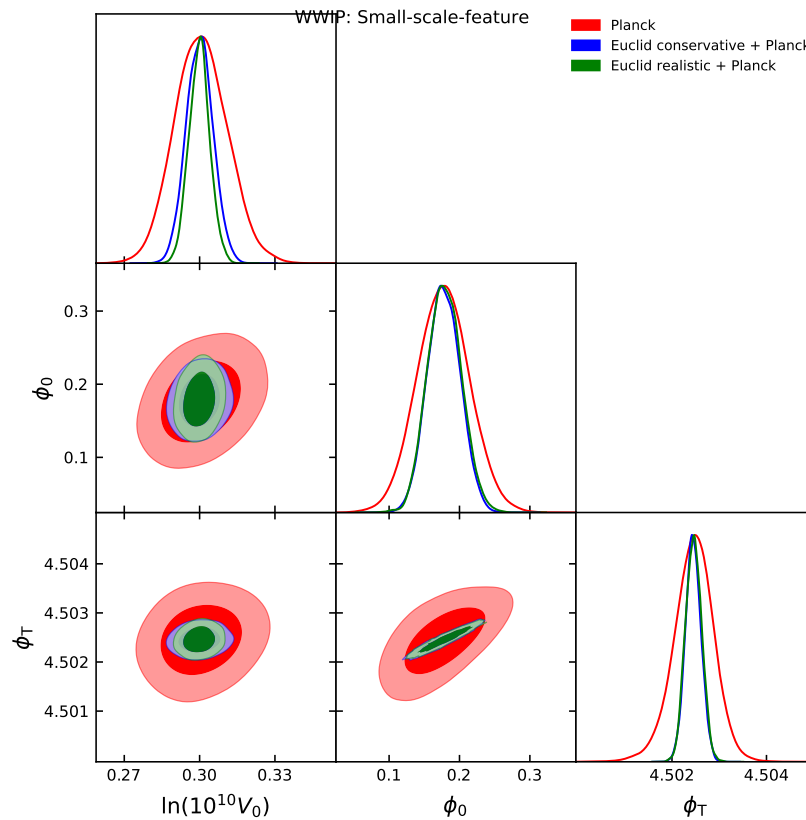 WWIP: Small-scale-feature
Planck
Euclid conservative + Planck
Euclid realistic + Planck
0.3
0.2
0.1
ϕ₀
4.504
4.503
4.502
4.501
ϕ_T
0.27 0.30 0.33
0.1 0.2 0.3
4.502 4.504
ln(10¹⁰V₀)
ϕ₀
ϕ_T